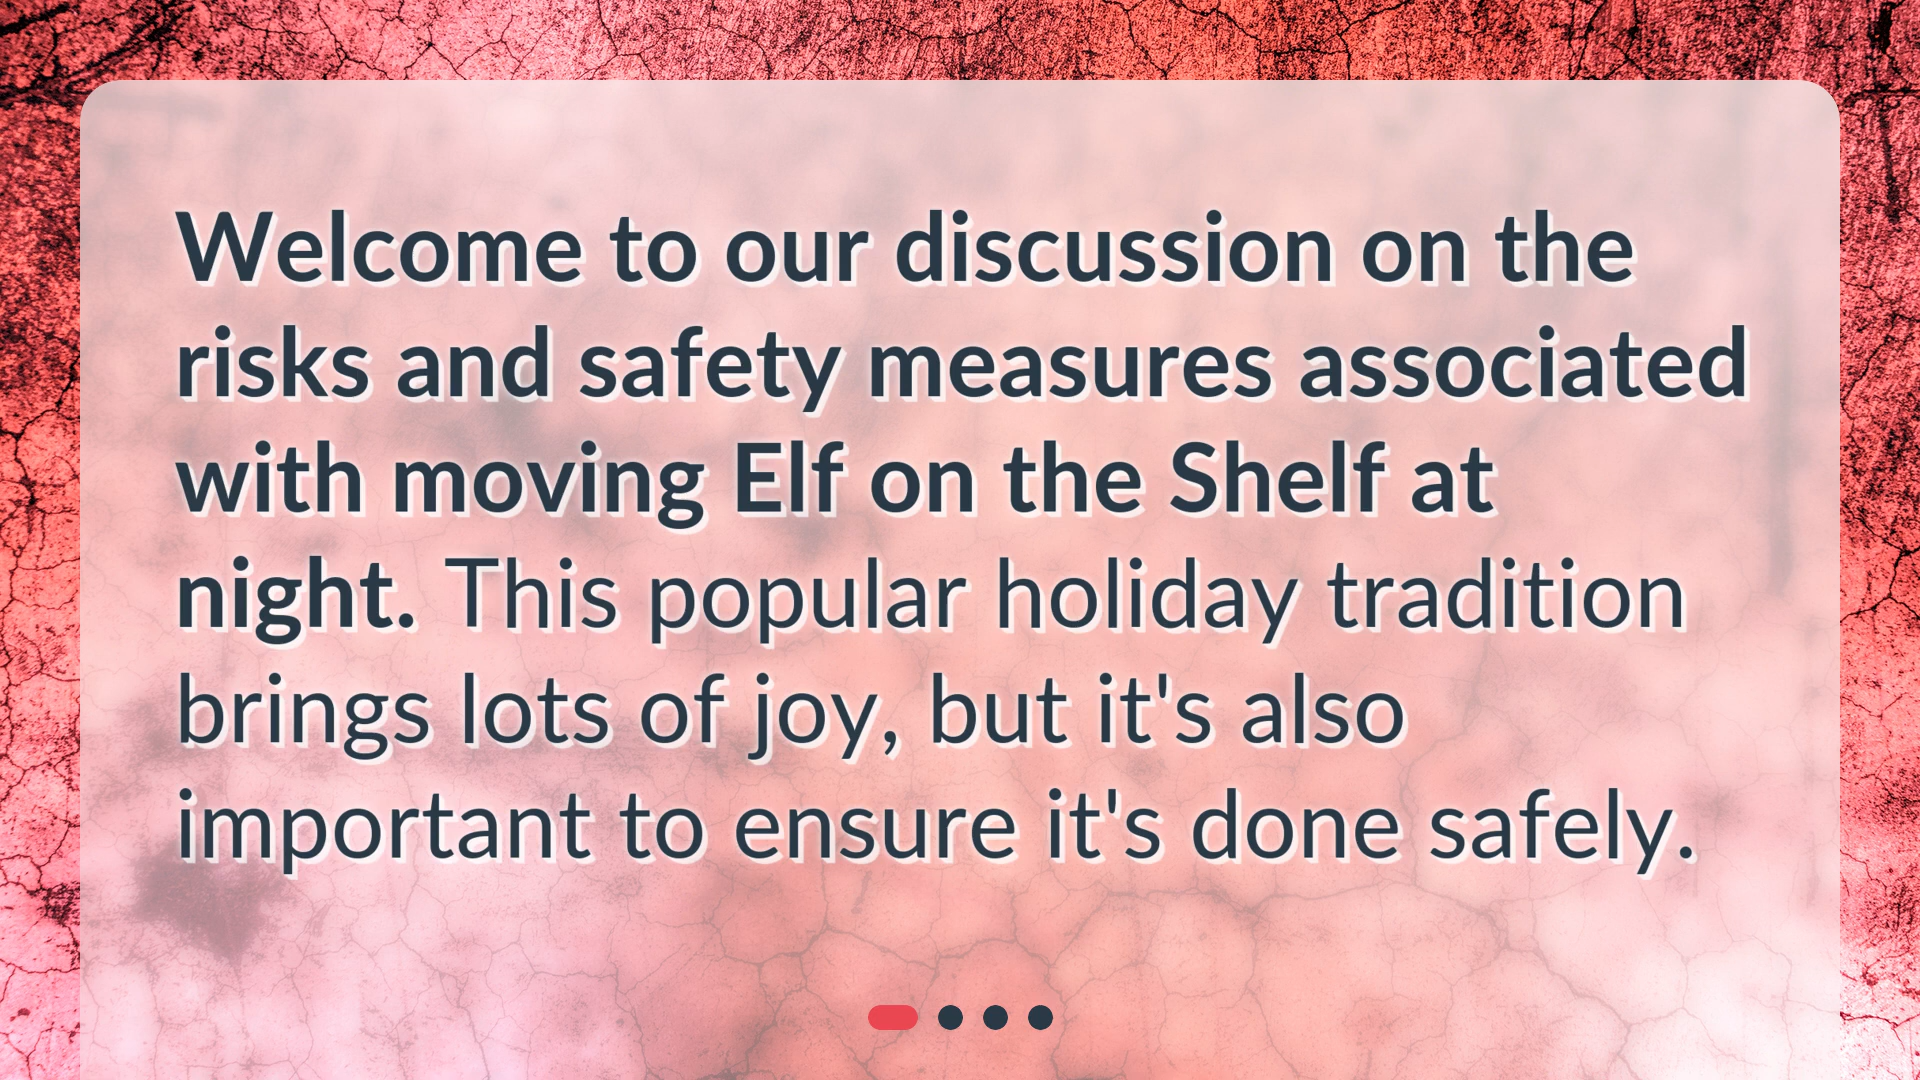 Welcome to our discussion on the
risks and safety measures associated
with moving Elf on the Shelf at
night. This popular holiday tradition
brings lots of joy, but it's also
important to ensure it's done safely.